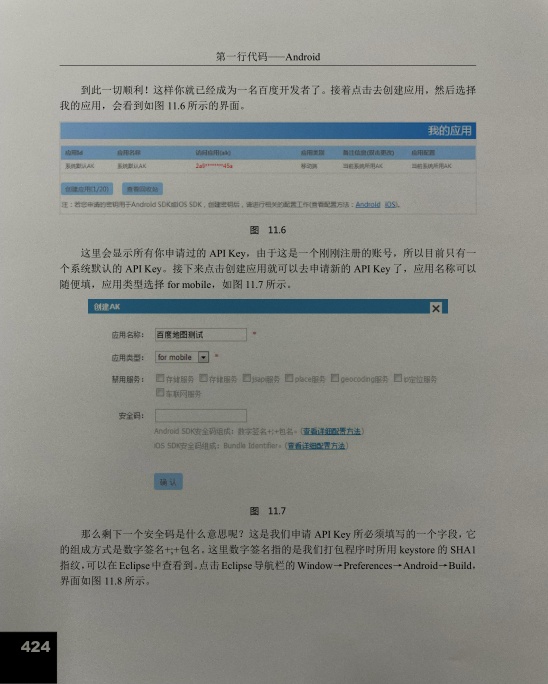 第一行代码——Android
到此一切顺利！这样你就已经成为一名百度开发者了。接着点击去创建应用，然后选择
我的应用，会看到如图 11.6 所示的界面。
我的应用
应用Id 应用名称 访问应用(ak) 应用类型 备注信息(双击更改) 应用配置
系统默认AK 系统默认AK 移动端 当前系统所用AK 当前系统所用AK
创建应用(1/20) 查看回收站
注：若您申请的密钥用于Android SDK或IOS SDK，创建密钥后，请进行相关的配置工作(查看配置方法：Android IOS)。
图 11.6
这里会显示所有你申请过的 API Key，由于这是一个刚刚注册的账号，所以目前只有一
个系统默认的 API Key。接下来点击创建应用就可以去申请新的 API Key 了，应用名称可以
随便填，应用类型选择 for mobile，如图 11.7 所示。
创建AK
应用名称： 百度地图测试 *
应用类型： for mobile *
禁用服务： 存储服务 存储服务 jsapi服务 place服务 geocoding服务 ip定位服务
车联网服务
安全码：
Android SDK安全码组成：数字签名+;+包名。(查看详细配置方法)
IOS SDK安全码组成：Bundle Identifier。(查看详细配置方法)
确认
图 11.7
那么剩下一个安全码是什么意思呢？这是我们申请 API Key 所必须填写的一个字段，它
的组成方式是数字签名+;+包名。这里数字签名指的是我们打包程序时所用 keystore 的 SHA1
指纹，可以在 Eclipse 中查看到。点击 Eclipse 导航栏的 Window→Preferences→Android→Build，
界面如图 11.8 所示。
424